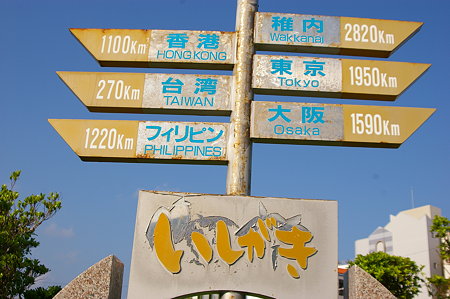 1100Km 香港
HONG KONG
270Km 台湾
TAIWAN
1220Km フィリピン
PHILIPPINES
稚内 2820Km
Wakkanai
東京 1950Km
Tokyo
大阪 1590Km
Osaka
いしがき